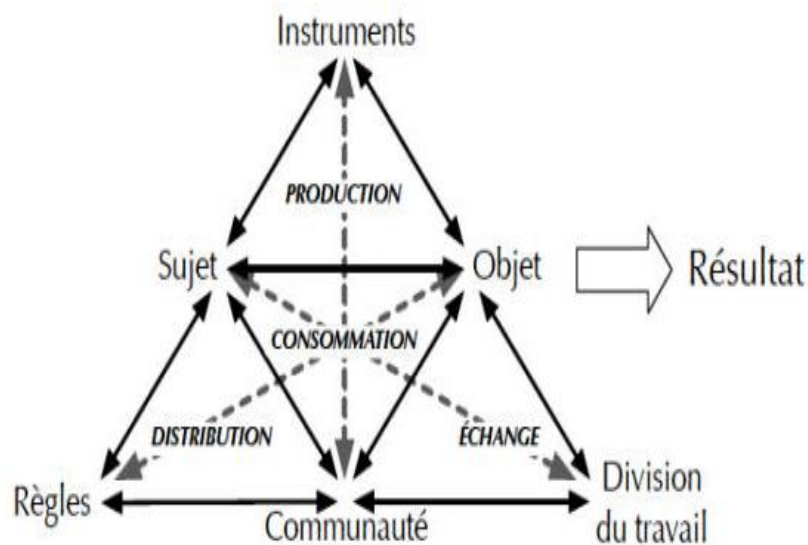 Instruments
PRODUCTION
Sujet
Objet
Résultat
CONSOMMATION
DISTRIBUTION
ÉCHANGE
Règles
Communauté
Division
du travail